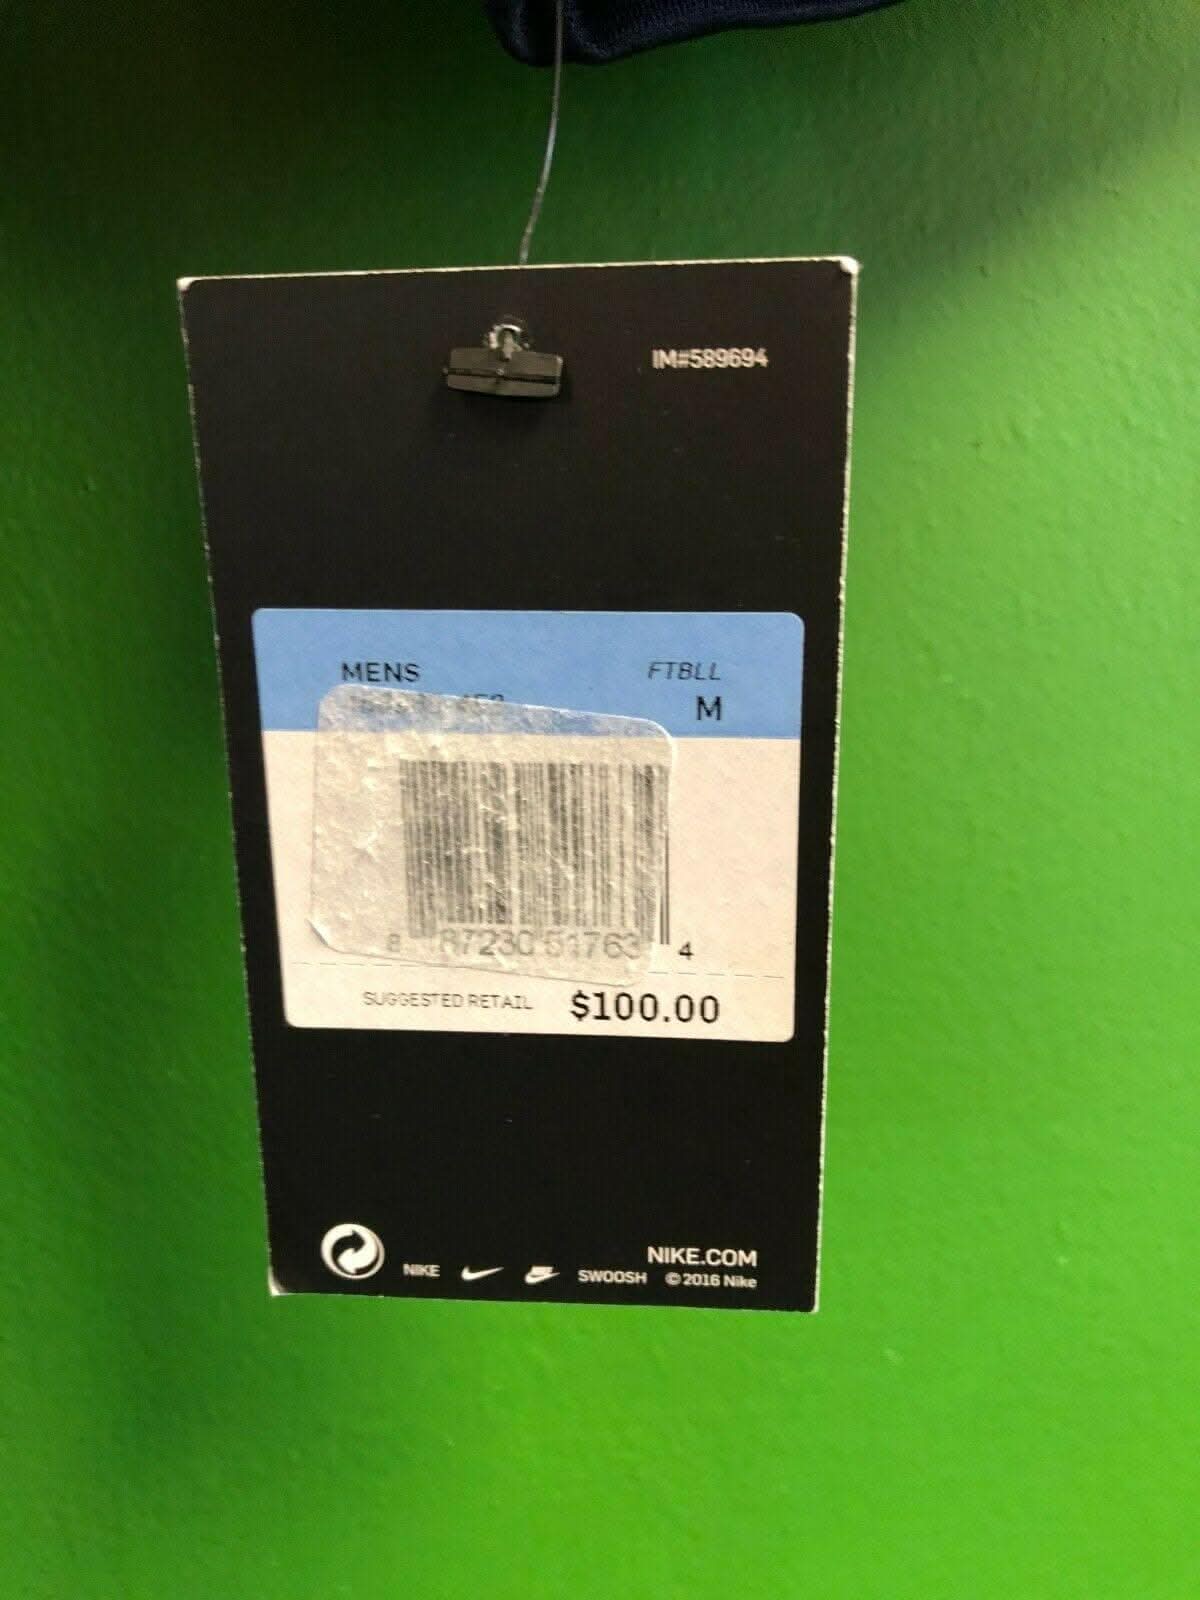 IM#589694
MENS FTBLL
M
8 87230 51763 4
SUGGESTED RETAIL $100.00
NIKE.COM
NIKE SWOOSH ©2016 Nike